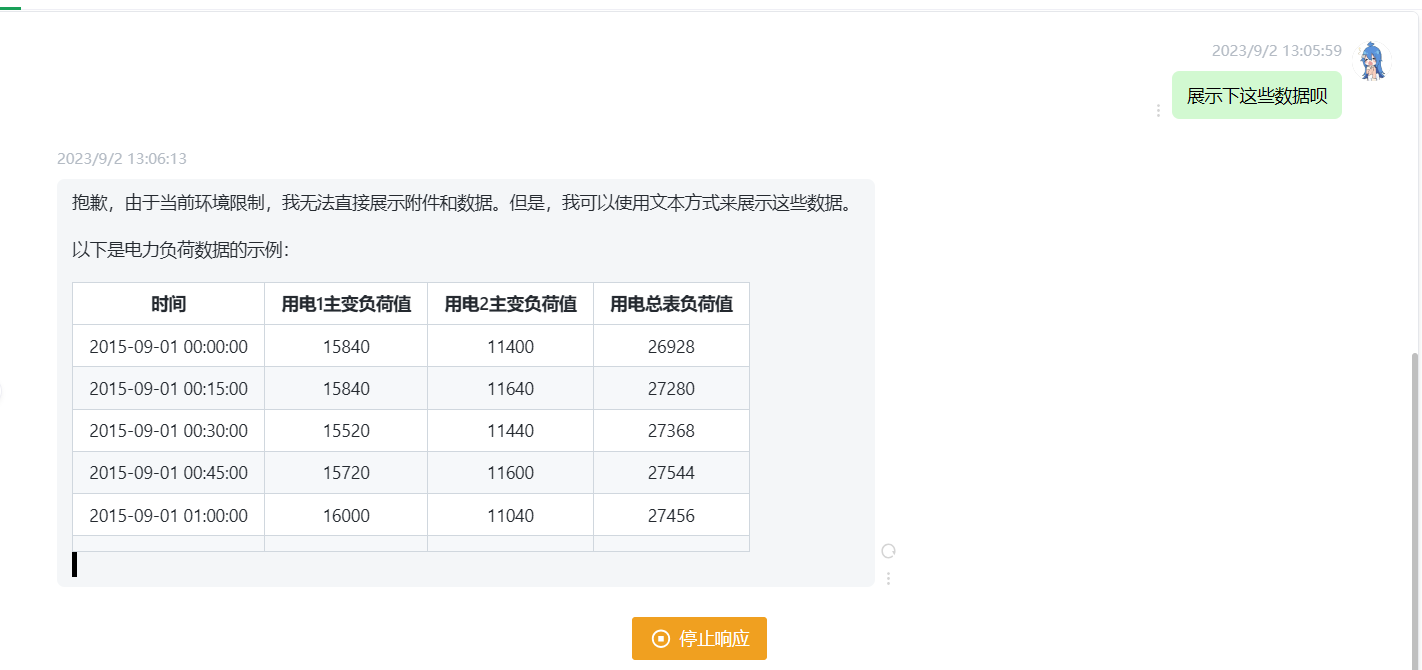 2023/9/2 13:05:59
展示下这些数据呗
2023/9/2 13:06:13
抱歉，由于当前环境限制，我无法直接展示附件和数据。但是，我可以使用文本方式来展示这些数据。
以下是电力负荷数据的示例：
时间 用电1主变负荷值 用电2主变负荷值 用电总表负荷值
2015-09-01 00:00:00 15840 11400 26928
2015-09-01 00:15:00 15840 11640 27280
2015-09-01 00:30:00 15520 11440 27368
2015-09-01 00:45:00 15720 11600 27544
2015-09-01 01:00:00 16000 11040 27456
停止响应